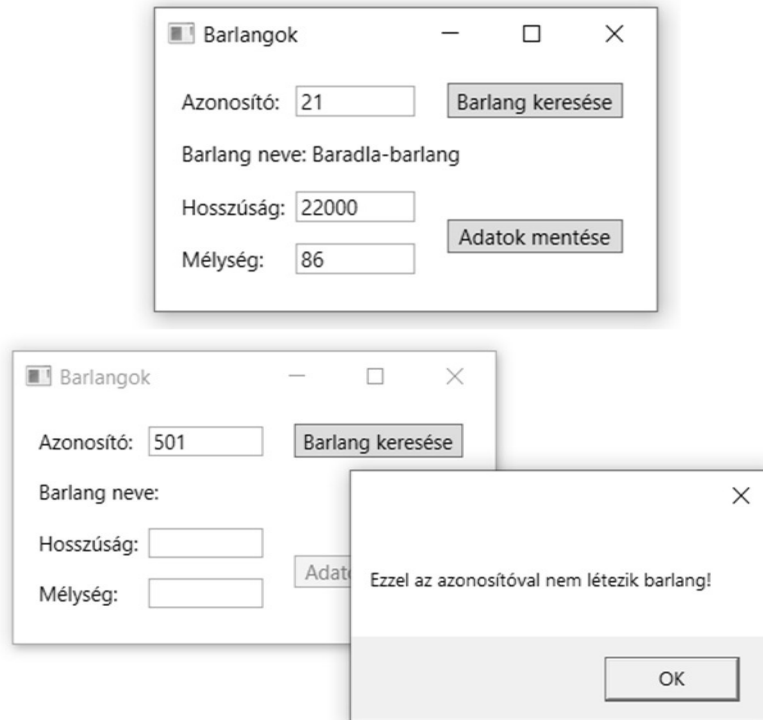 Barlangok
Azonosító: 21 Barlang keresése
Barlang neve: Baradla-barlang
Hosszúság: 22000
Adatok mentése
Mélység: 86
Barlangok
Azonosító: 501 Barlang keresése
Barlang neve:
Hosszúság:
Mélység:
Ezzel az azonosítóval nem létezik barlang!
OK